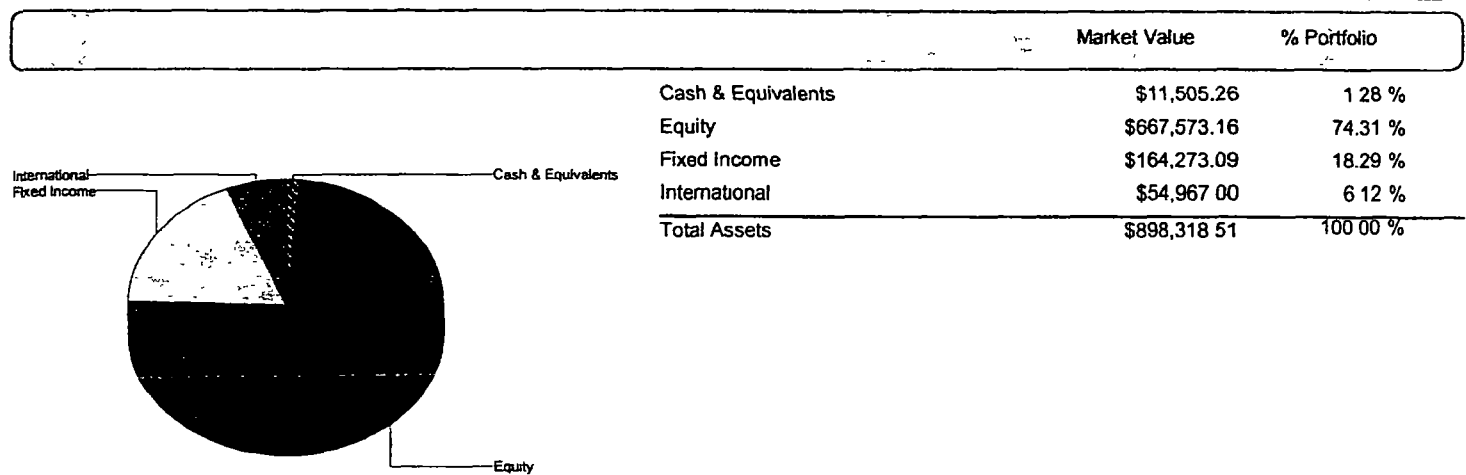 Market Value % Portfolio
Cash & Equivalents $11,505.26 1 28 %
Equity $667,573.16 74.31 %
Fixed Income $164,273.09 18.29 %
International $54,967 00 6 12 %
Total Assets $898,318 51 100 00 %
International
Fixed Income
Cash & Equivalents
Equity